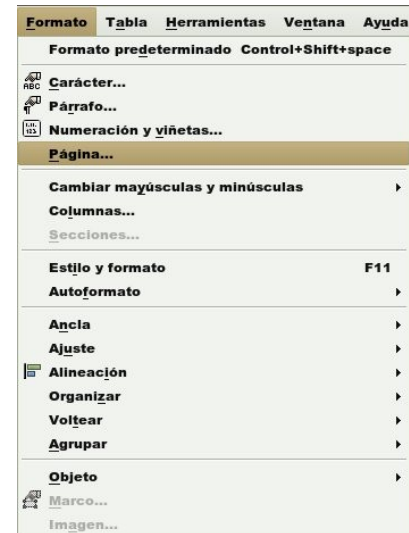 Formato Tabla Herramientas Ventana Ayuda
Formato predeterminado Control+Shift+space
ABC Carácter...
Párrafo...
Numeración y viñetas...
Página...
Cambiar mayúsculas y minúsculas
Columnas...
Secciones...
Estilo y formato F11
Autoformato
Ancla
Ajuste
Alineación
Organizar
Voltear
Agrupar
Objeto
Marco...
Imagen...